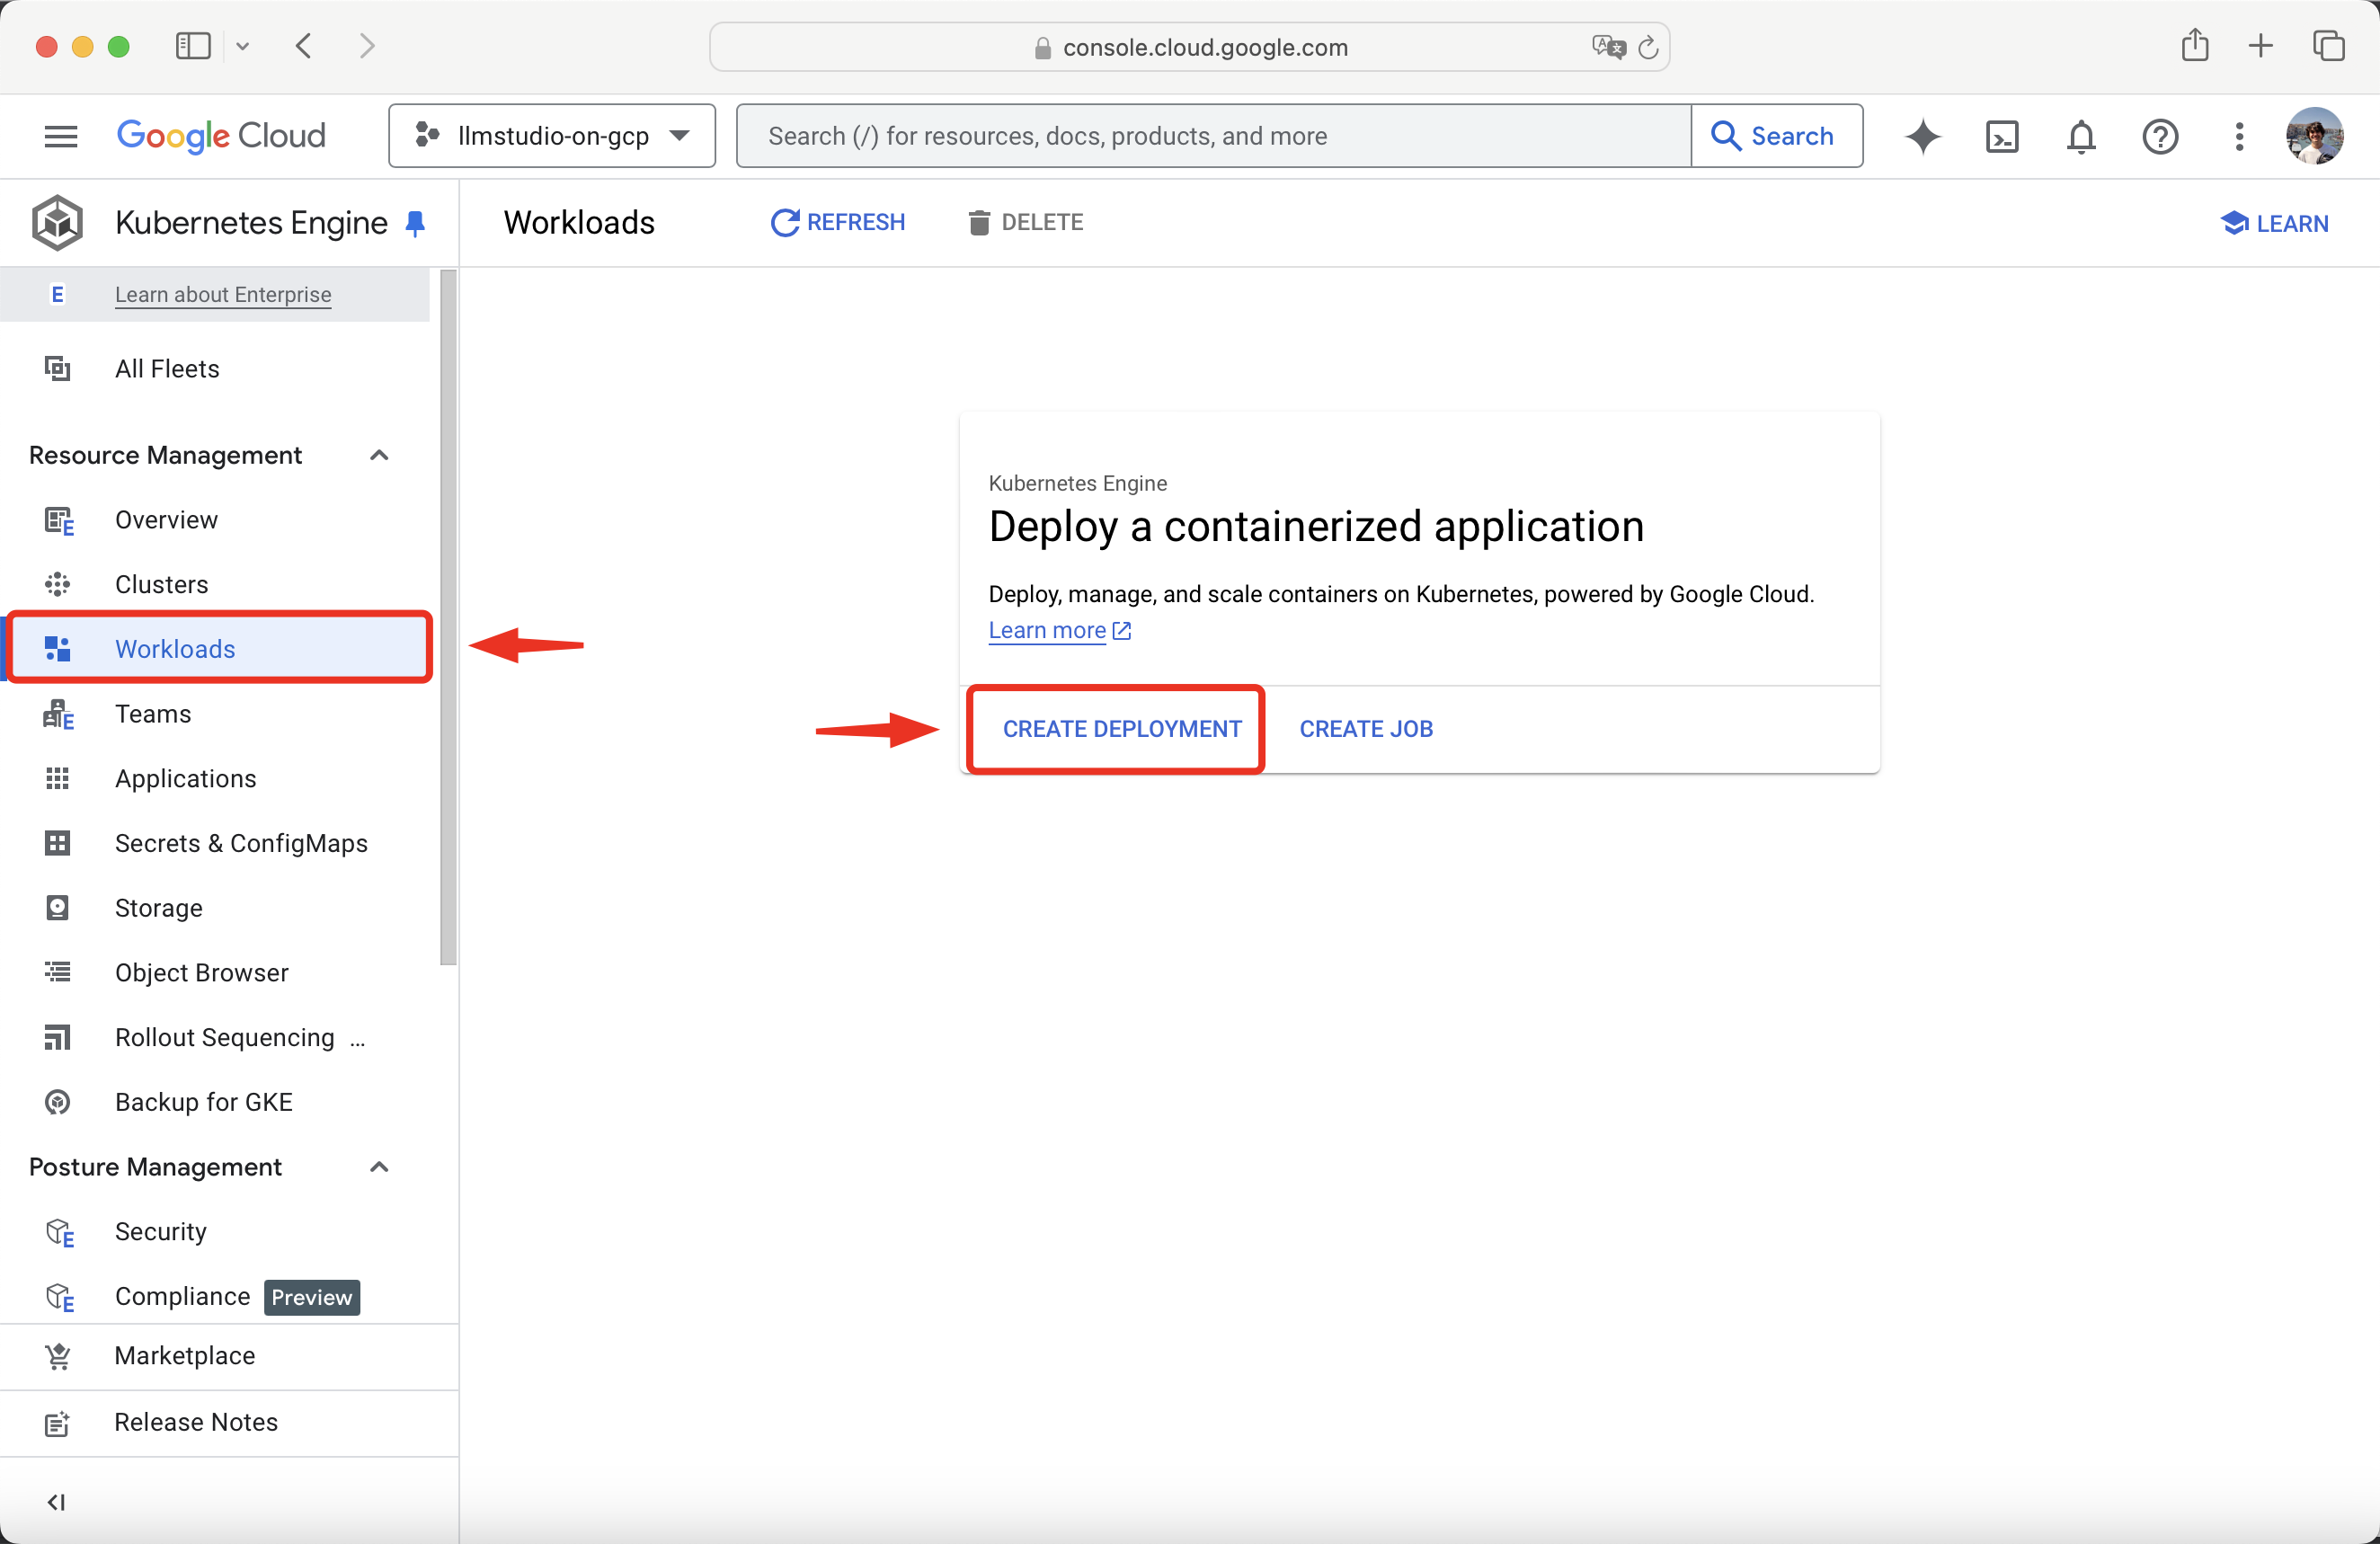 console.cloud.google.com
Google Cloud
llmstudio-on-gcp
Search (/) for resources, docs, products, and more
Search
Kubernetes Engine
Workloads
REFRESH
DELETE
LEARN
E Learn about Enterprise
All Fleets
Resource Management
E Overview
Clusters
Workloads
E Teams
Applications
Secrets & ConfigMaps
Storage
Object Browser
Rollout Sequencing ...
Backup for GKE
Posture Management
E Security
E Compliance Preview
Marketplace
Release Notes
Kubernetes Engine
Deploy a containerized application
Deploy, manage, and scale containers on Kubernetes, powered by Google Cloud.
Learn more
CREATE DEPLOYMENT
CREATE JOB